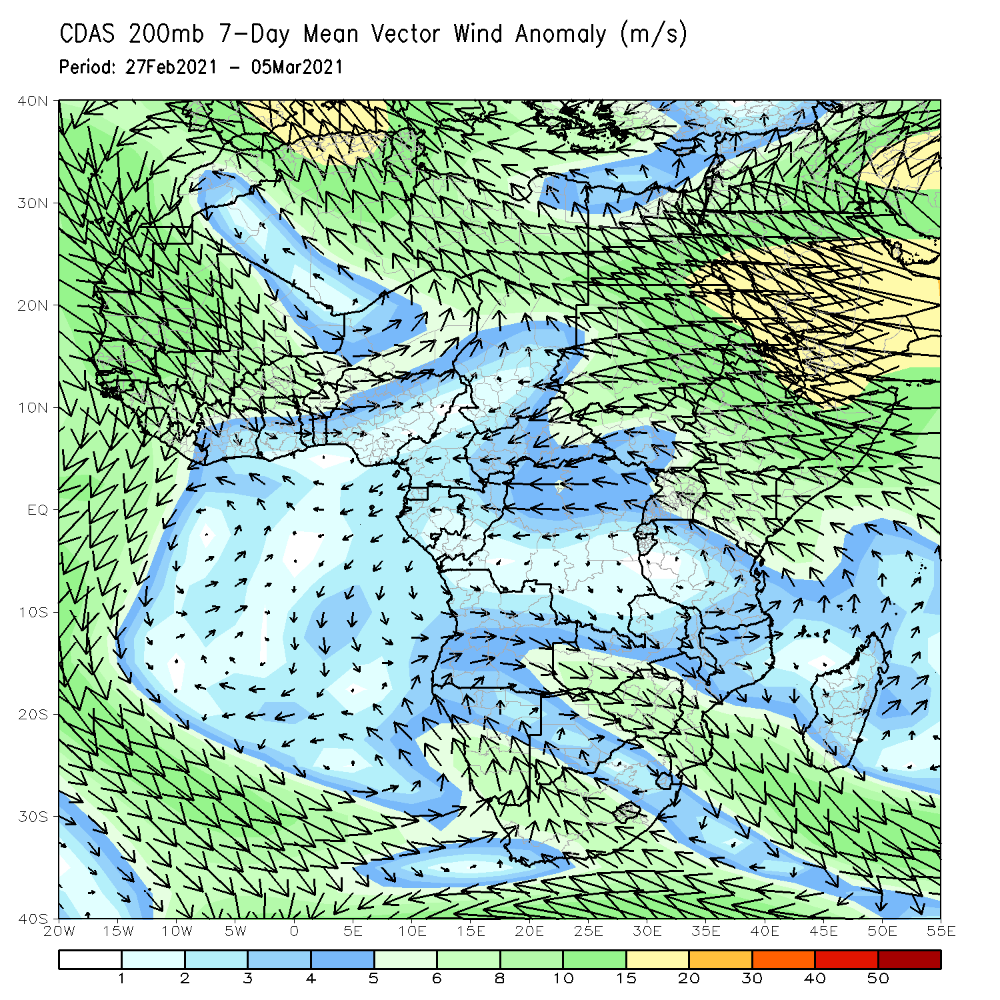 CDAS 200mb 7-Day Mean Vector Wind Anomaly (m/s)
Period: 27Feb2021 - 05Mar2021
40N
30N
20N
10N
EQ
10S
20S
30S
40S
20W 15W 10W 5W 0 5E 10E 15E 20E 25E 30E 35E 40E 45E 50E 55E
1 2 3 4 5 6 8 10 15 20 30 40 50